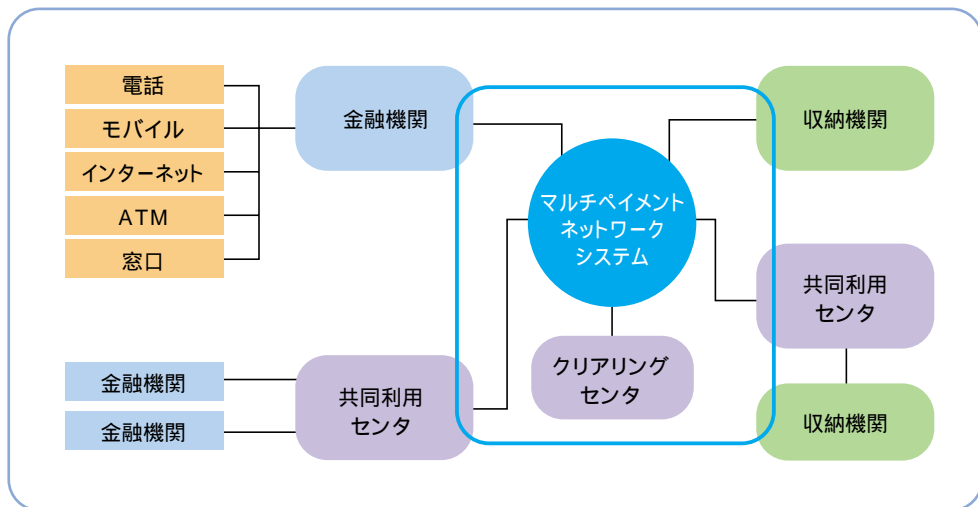 電話
モバイル
インターネット
ATM
窓口
金融機関
マルチペイメント
ネットワーク
システム
収納機関
共同利用
センタ
クリアリング
センタ
金融機関
金融機関
共同利用
センタ
収納機関